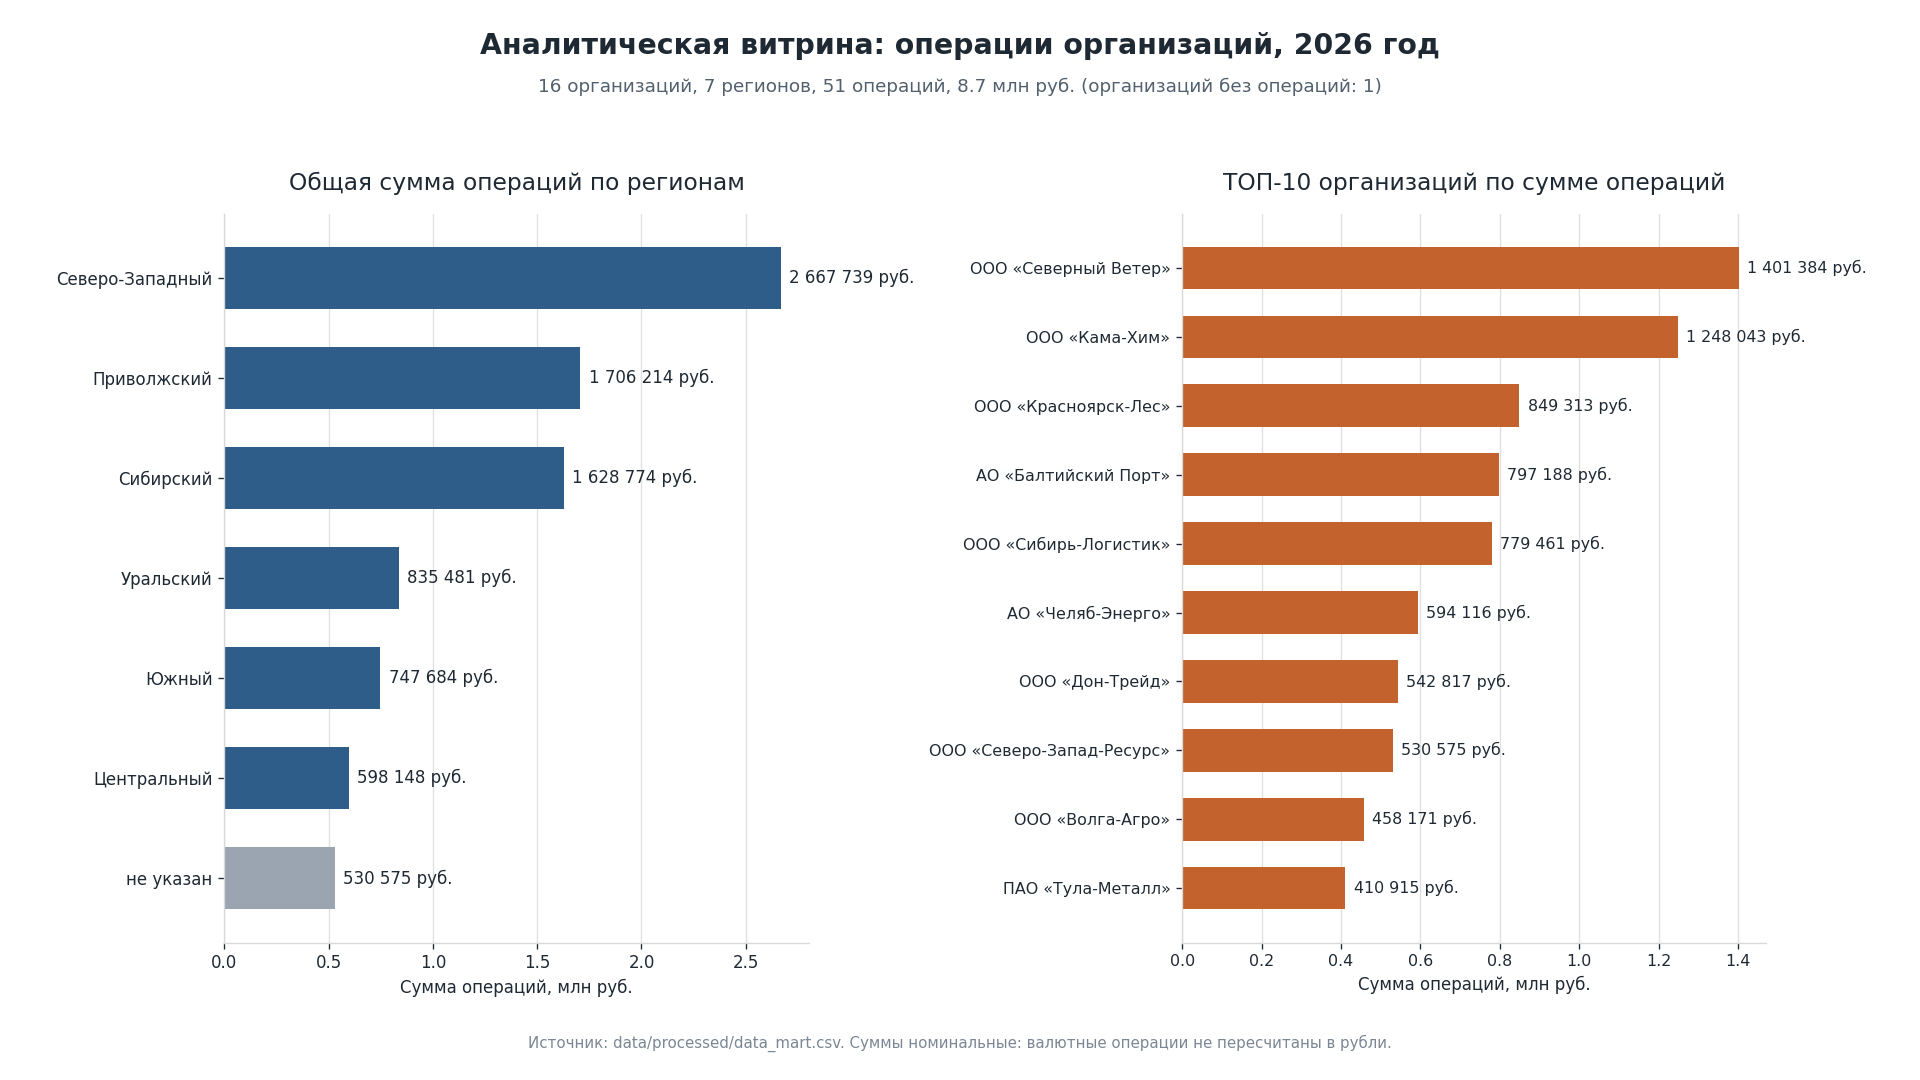 Аналитическая витрина: операции организаций, 2026 год
16 организаций, 7 регионов, 51 операций, 8.7 млн руб. (организаций без операций: 1)
Общая сумма операций по регионам
Северо-Западный 2 667 739 руб.
Приволжский 1 706 214 руб.
Сибирский 1 628 774 руб.
Уральский 835 481 руб.
Южный 747 684 руб.
Центральный 598 148 руб.
не указан 530 575 руб.
0.0 0.5 1.0 1.5 2.0 2.5
Сумма операций, млн руб.
ТОП-10 организаций по сумме операций
ООО «Северный Ветер» 1 401 384 руб.
ООО «Кама-Хим» 1 248 043 руб.
ООО «Красноярск-Лес» 849 313 руб.
АО «Балтийский Порт» 797 188 руб.
ООО «Сибирь-Логистик» 779 461 руб.
АО «Челяб-Энерго» 594 116 руб.
ООО «Дон-Трейд» 542 817 руб.
ООО «Северо-Запад-Ресурс» 530 575 руб.
ООО «Волга-Агро» 458 171 руб.
ПАО «Тула-Металл» 410 915 руб.
0.0 0.2 0.4 0.6 0.8 1.0 1.2 1.4
Сумма операций, млн руб.
Источник: data/processed/data_mart.csv. Суммы номинальные: валютные операции не пересчитаны в рубли.